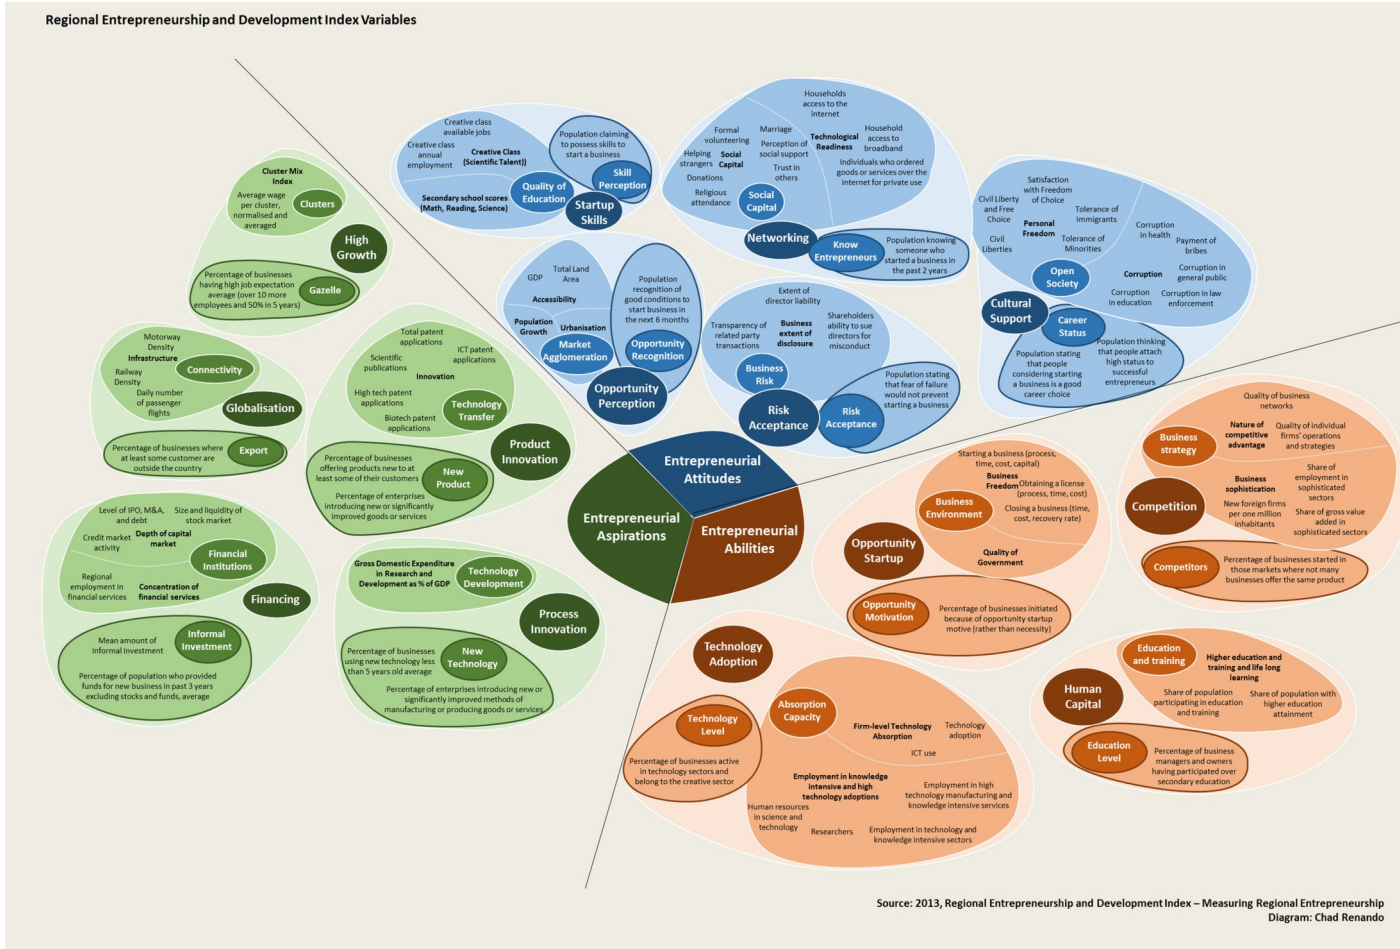 Regional Entrepreneurship and Development Index Variables
Creative class
available jobs
Creative class
annual
employment
Creative Class
(Scientific Talent))
Secondary school scores
(Math, Reading, Science)
Quality of
Education
Population claiming
to possess skills to
start a business
Skill
Perception
Startup
Skills
Households
access to the
internet
Formal
volunteering
Marriage
Helping
strangers
Social
Capital
Perception of
social support
Donations
Trust in
others
Religious
attendance
Social
Capital
Technological
Readiness
Household
access to
broadband
Individuals who ordered
goods or services over the
internet for private use
Networking
Know
Entrepreneurs
Population knowing
someone who
started a business in
the past 2 years
Satisfaction
with Freedom
of Choice
Civil Liberty
and Free
Choice
Personal
Freedom
Tolerance of
Immigrants
Civil
Liberties
Tolerance of
Minorities
Open
Society
Corruption
in health
Payment of
bribes
Corruption
Corruption in
general public
Corruption
in education
Corruption in law
enforcement
Cultural
Support
Career
Status
Population stating
that people
considering starting
a business is a good
career choice
Population thinking
that people attach
high status to
successful
entrepreneurs
GDP
Total Land
Area
Accessibility
Population
Growth
Urbanisation
Market
Agglomeration
Population
recognition of
good conditions to
start business in
the next 6 months
Opportunity
Recognition
Opportunity
Perception
Extent of
director liability
Transparency of
related party
transactions
Business
extent of
disclosure
Shareholders
ability to sue
directors for
misconduct
Business
Risk
Risk
Acceptance
Risk
Acceptance
Population stating
that fear of failure
would not prevent
starting a business
Cluster Mix
Index
Average wage
per cluster,
normalised and
averaged
Clusters
High
Growth
Percentage of businesses
having high job expectation
average (over 10 more
employees and 50% in 5 years)
Gazelle
Motorway
Density
Infrastructure
Railway
Density
Daily number
of passenger
flights
Connectivity
Globalisation
Percentage of businesses where
at least some customer are
outside the country
Export
Total patent
applications
Scientific
publications
ICT patent
applications
Innovation
High tech patent
applications
Biotech patent
applications
Technology
Transfer
Product
Innovation
Percentage of businesses
offering products new to at
least some of their customers
New
Product
Percentage of enterprises
introducing new or significantly
improved goods or services
Level of IPO, M&A,
and debt
Size and liquidity of
stock market
Credit market
activity
Depth of capital
market
Financial
Institutions
Regional
employment in
financial services
Concentration of
financial services
Financing
Mean amount of
informal investment
Informal
Investment
Percentage of population who provided
funds for new business in past 3 years
excluding stocks and funds, average
Gross Domestic Expenditure
in Research and
Development as % of GDP
Technology
Development
Process
Innovation
Percentage of businesses
using new technology less
than 5 years old average
New
Technology
Percentage of enterprises introducing new or
significantly improved methods of
manufacturing or producing goods or services
Entrepreneurial
Attitudes
Entrepreneurial
Aspirations
Entrepreneurial
Abilities
Starting a business (process,
time, cost, capital)
Business
Freedom
Obtaining a license
(process, time, cost)
Business
Environment
Closing a business (time,
cost, recovery rate)
Quality of
Government
Opportunity
Startup
Opportunity
Motivation
Percentage of businesses initiated
because of opportunity startup
motive (rather than necessity)
Quality of business
networks
Business
strategy
Nature of
competitive
advantage
Quality of individual
firms' operations
and strategies
Business
sophistication
Share of
employment in
sophisticated
sectors
New foreign firms
per one million
inhabitants
Share of gross value
added in
sophisticated sectors
Competition
Competitors
Percentage of businesses started in
those markets where not many
businesses offer the same product
Technology
Adoption
Technology
Level
Percentage of businesses active
in technology sectors and
belong to the creative sector
Absorption
Capacity
Firm-level Technology
Absorption
Technology
adoption
ICT use
Employment in knowledge
intensive and high
technology adoptions
Employment in high
technology manufacturing and
knowledge intensive services
Human resources
in science and
technology
Researchers
Employment in technology and
knowledge intensive sectors
Education
and training
Higher education and
training and life long
learning
Share of population
participating in education
and training
Share of population with
higher education
attainment
Human
Capital
Education
Level
Percentage of business
managers and owners
having participated over
secondary education
Source: 2013, Regional Entrepreneurship and Development Index – Measuring Regional Entrepreneurship
Diagram: Chad Renando